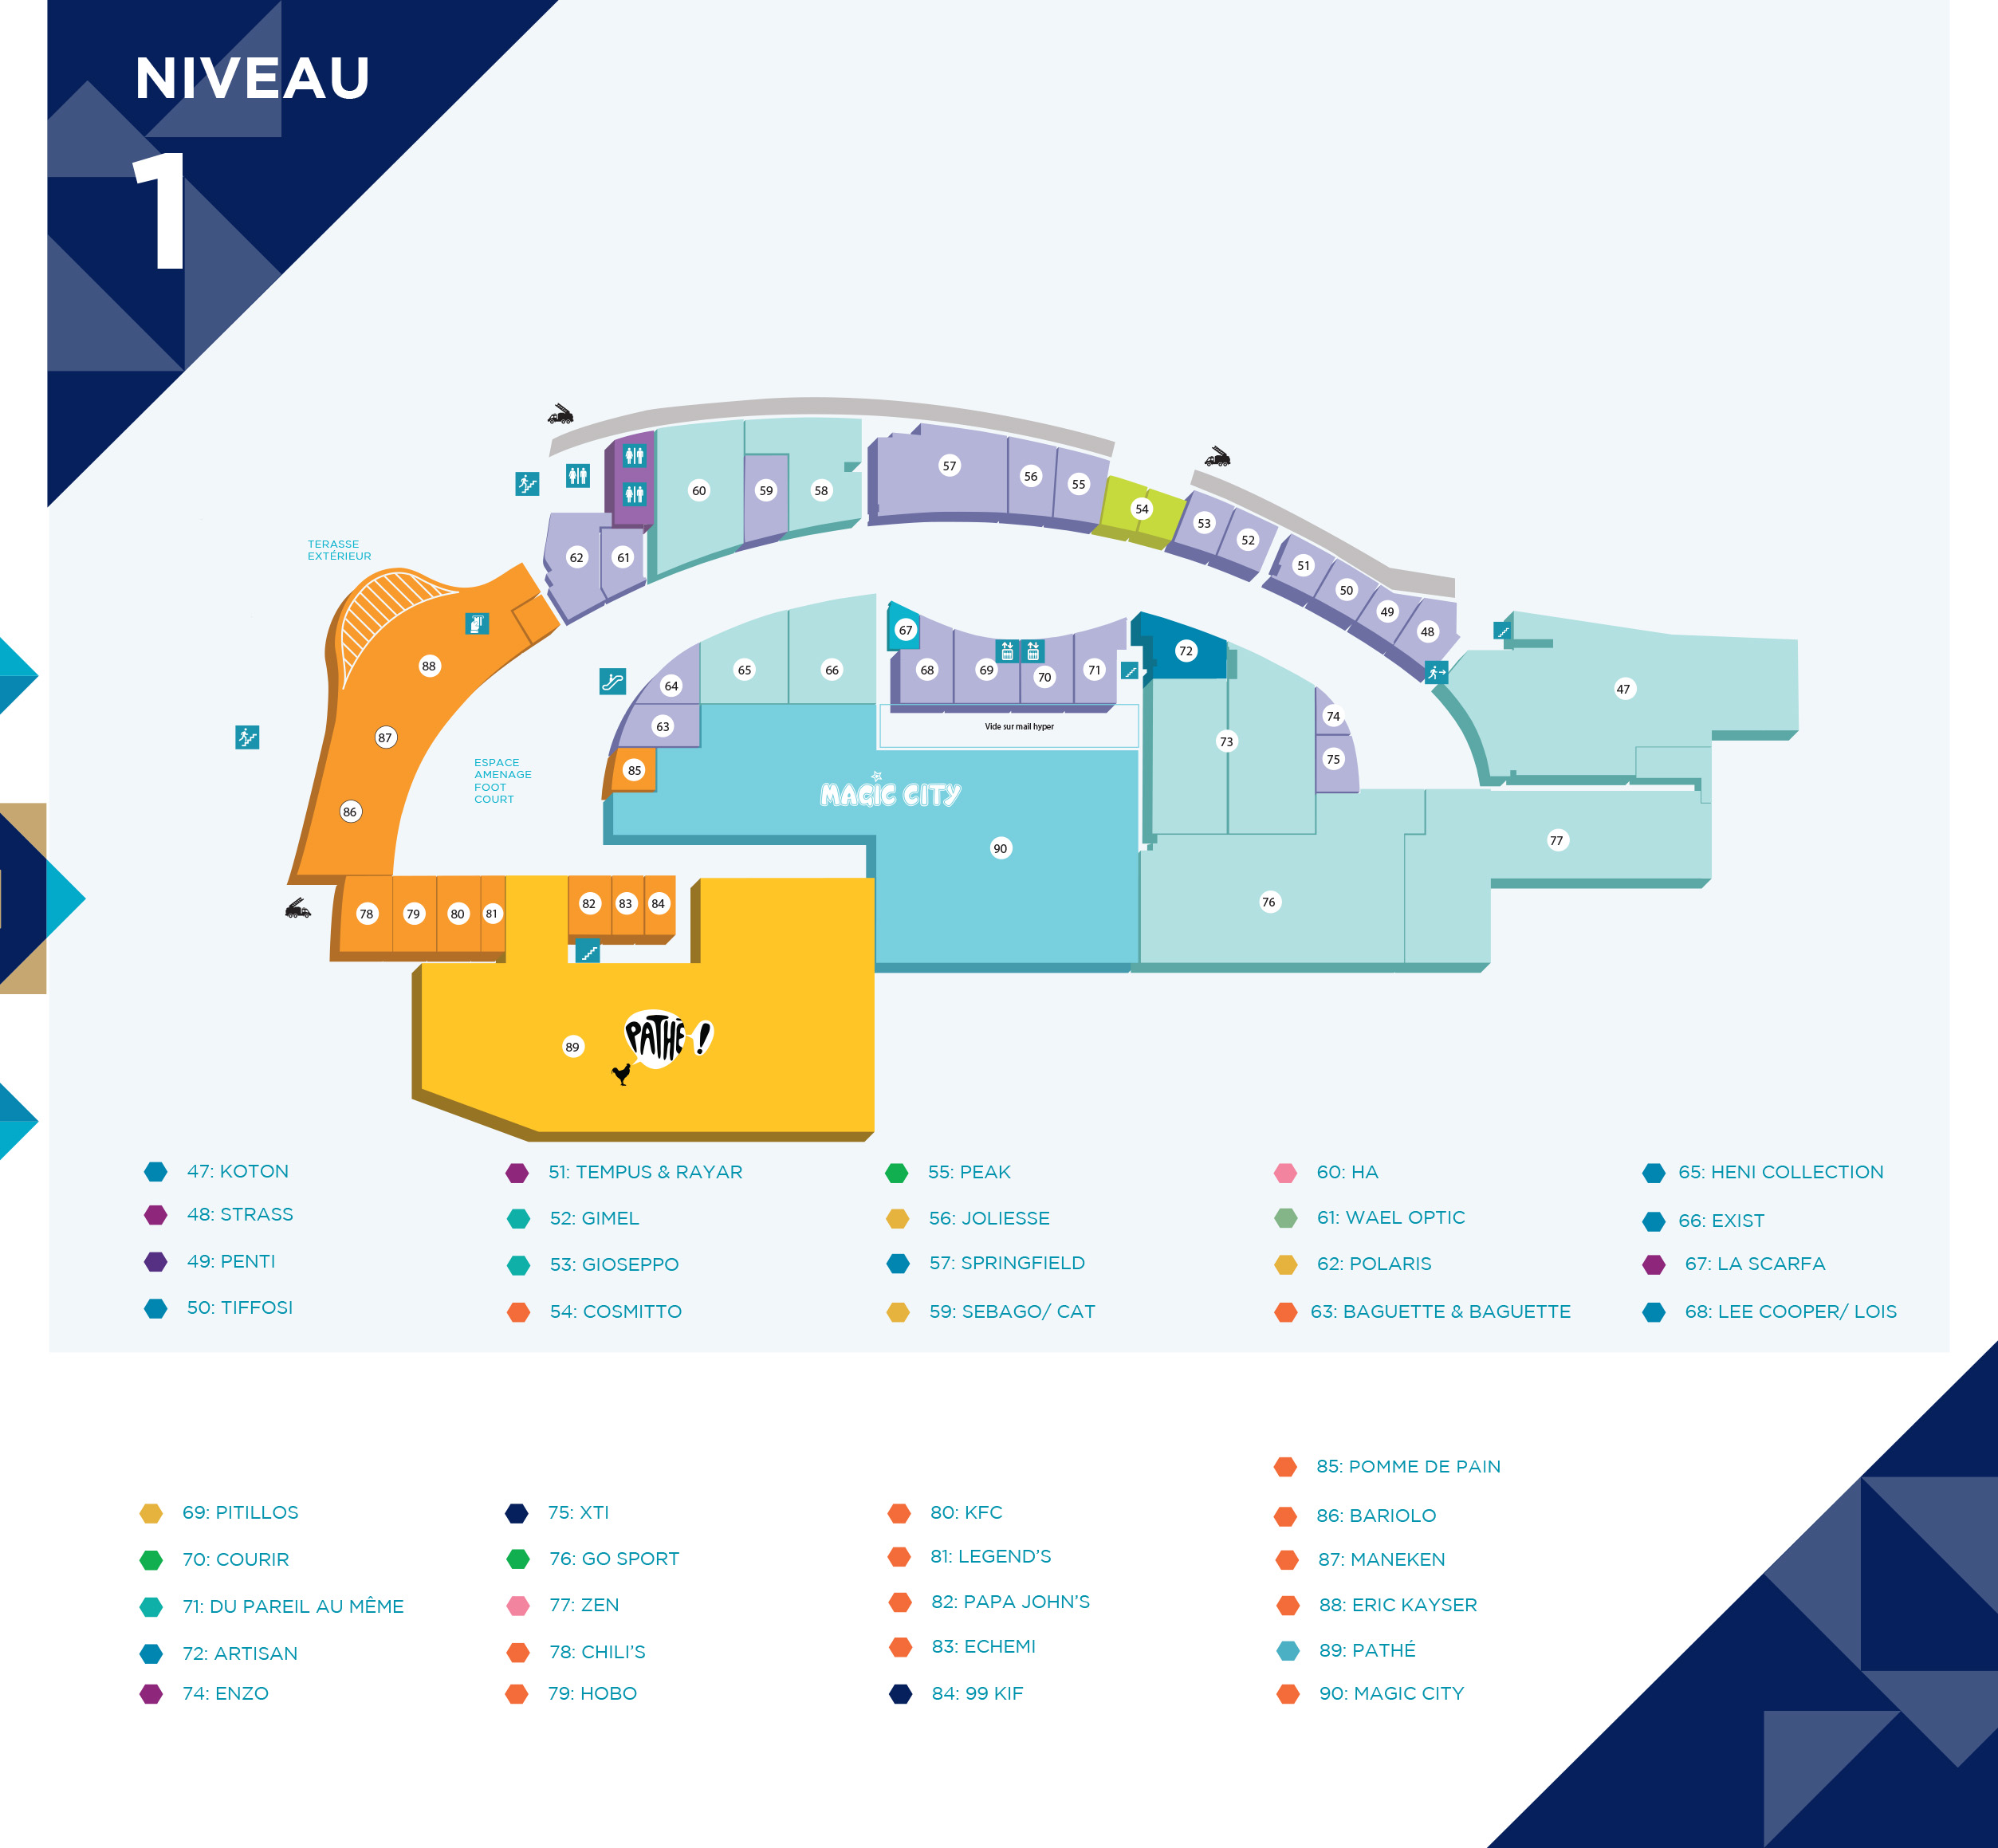 NIVEAU
1
60
59
58
57
56
55
54
53
52
51
50
49
48
47
62
61
TERASSE
EXTÉRIEUR
88
87
86
64
63
85
65
66
67
68
69
70
71
72
73
74
75
Vide sur mail hyper
ESPACE
AMENAGE
FOOT
COURT
MAGIC CITY
90
77
76
78
79
80
81
82
83
84
89
PATHĒ!
47: KOTON
48: STRASS
49: PENTI
50: TIFFOSI
51: TEMPUS & RAYAR
52: GIMEL
53: GIOSEPPO
54: COSMITTO
55: PEAK
56: JOLIESSE
57: SPRINGFIELD
59: SEBAGO/ CAT
60: HA
61: WAEL OPTIC
62: POLARIS
63: BAGUETTE & BAGUETTE
65: HENI COLLECTION
66: EXIST
67: LA SCARFA
68: LEE COOPER/ LOIS
69: PITILLOS
70: COURIR
71: DU PAREIL AU MÊME
72: ARTISAN
74: ENZO
75: XTI
76: GO SPORT
77: ZEN
78: CHILI’S
79: HOBO
80: KFC
81: LEGEND’S
82: PAPA JOHN’S
83: ECHEMI
84: 99 KIF
85: POMME DE PAIN
86: BARIOLO
87: MANEKEN
88: ERIC KAYSER
89: PATHÉ
90: MAGIC CITY